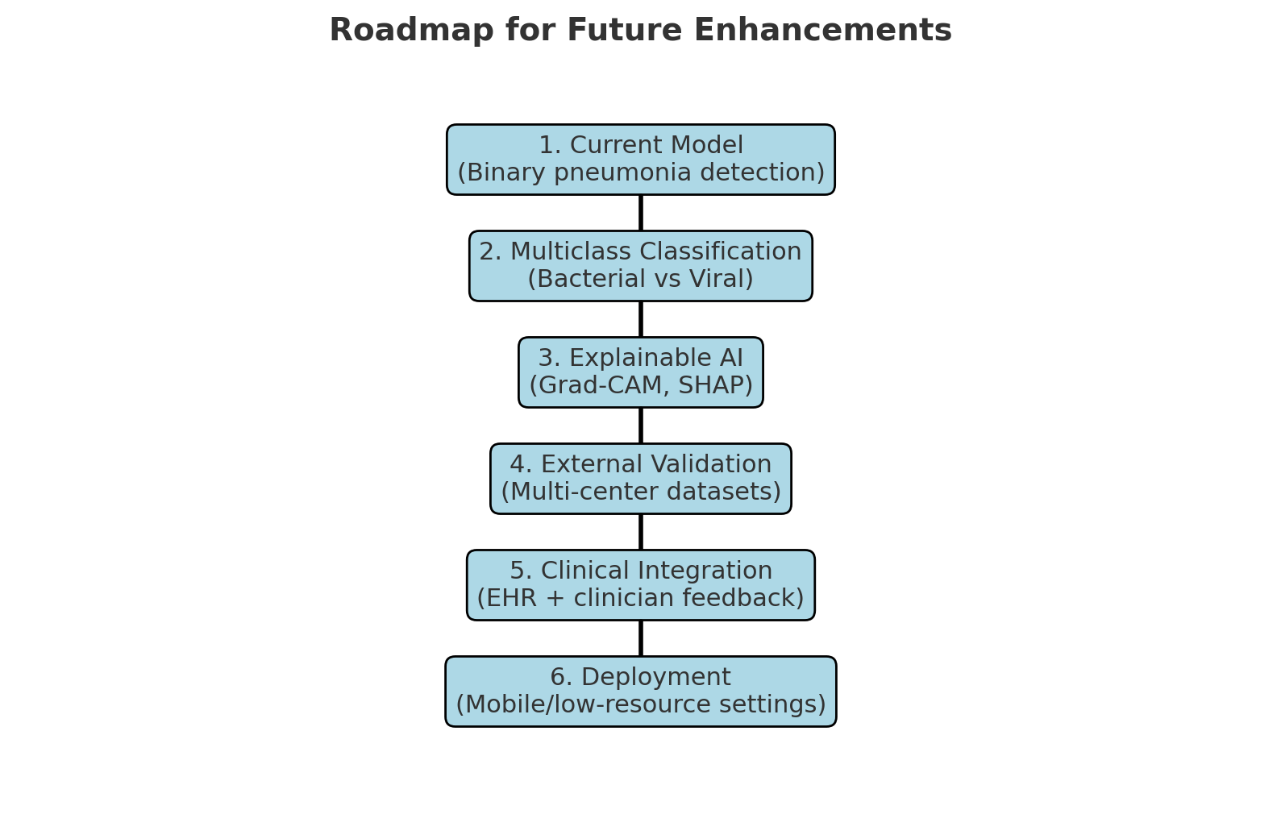 Roadmap for Future Enhancements
1. Current Model
(Binary pneumonia detection)
2. Multiclass Classification
(Bacterial vs Viral)
3. Explainable AI
(Grad-CAM, SHAP)
4. External Validation
(Multi-center datasets)
5. Clinical Integration
(EHR + clinician feedback)
6. Deployment
(Mobile/low-resource settings)